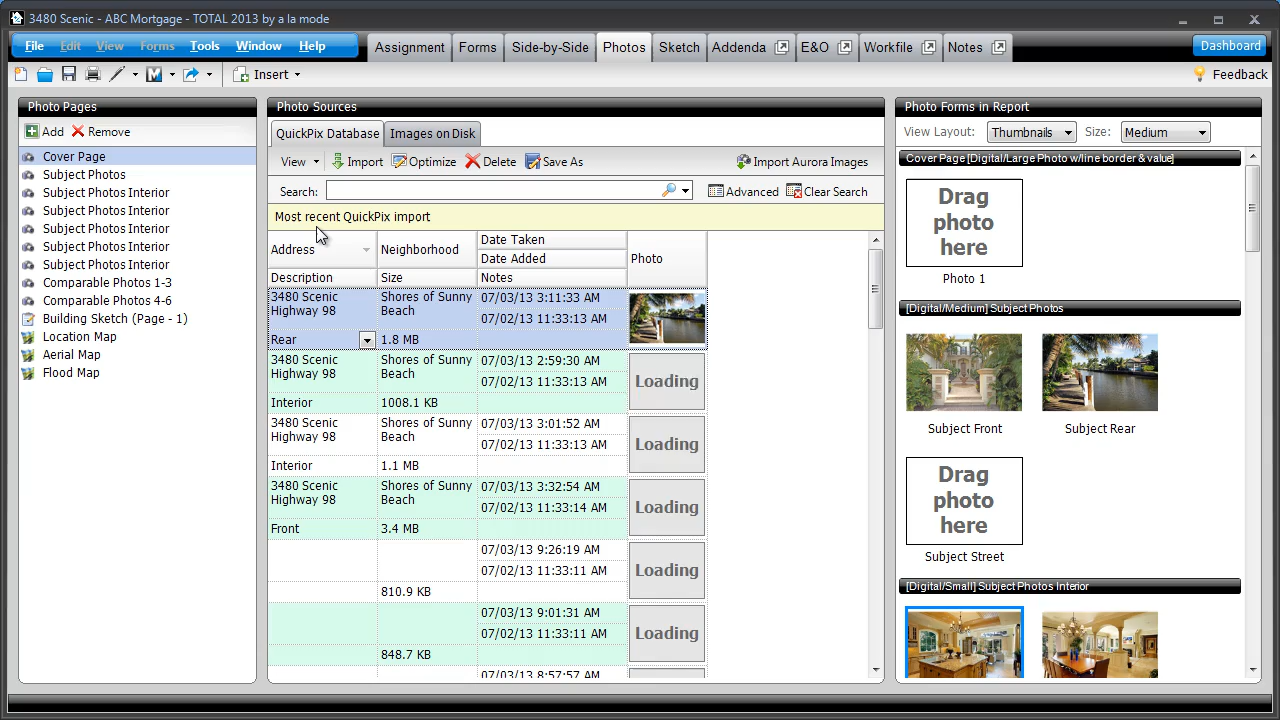 3480 Scenic - ABC Mortgage - TOTAL 2013 by a la mode
File Edit View Forms Tools Window Help
Assignment Forms Side-by-Side Photos Sketch Addenda E&O Workfile Notes
Dashboard
Insert
Feedback
Photo Pages
Add Remove
Cover Page
Subject Photos
Subject Photos Interior
Subject Photos Interior
Subject Photos Interior
Subject Photos Interior
Subject Photos Interior
Comparable Photos 1-3
Comparable Photos 4-6
Building Sketch (Page - 1)
Location Map
Aerial Map
Flood Map
Photo Sources
QuickPix Database Images on Disk
View Import Optimize Delete Save As Import Aurora Images
Search: Advanced Clear Search
Most recent QuickPix import
Address Neighborhood Date Taken Photo
Date Added
Description Size Notes
3480 Scenic Highway 98 Shores of Sunny Beach 07/03/13 3:11:33 AM
07/02/13 11:33:13 AM
Rear 1.8 MB
3480 Scenic Highway 98 Shores of Sunny Beach 07/03/13 2:59:30 AM
07/02/13 11:33:13 AM
Loading
Interior 1008.1 KB
3480 Scenic Highway 98 Shores of Sunny Beach 07/03/13 3:01:52 AM
07/02/13 11:33:13 AM
Loading
Interior 1.1 MB
3480 Scenic Highway 98 Shores of Sunny Beach 07/03/13 3:32:54 AM
07/02/13 11:33:14 AM
Loading
Front 3.4 MB
07/03/13 9:26:19 AM
07/02/13 11:33:11 AM
Loading
810.9 KB
07/03/13 9:01:31 AM
07/02/13 11:33:11 AM
Loading
848.7 KB
07/03/13 8:57:57 AM
Photo Forms in Report
View Layout: Thumbnails Size: Medium
Cover Page [Digital/Large Photo w/line border & value]
Drag
photo
here
Photo 1
[Digital/Medium] Subject Photos
Subject Front Subject Rear
Drag
photo
here
Subject Street
[Digital/Small] Subject Photos Interior